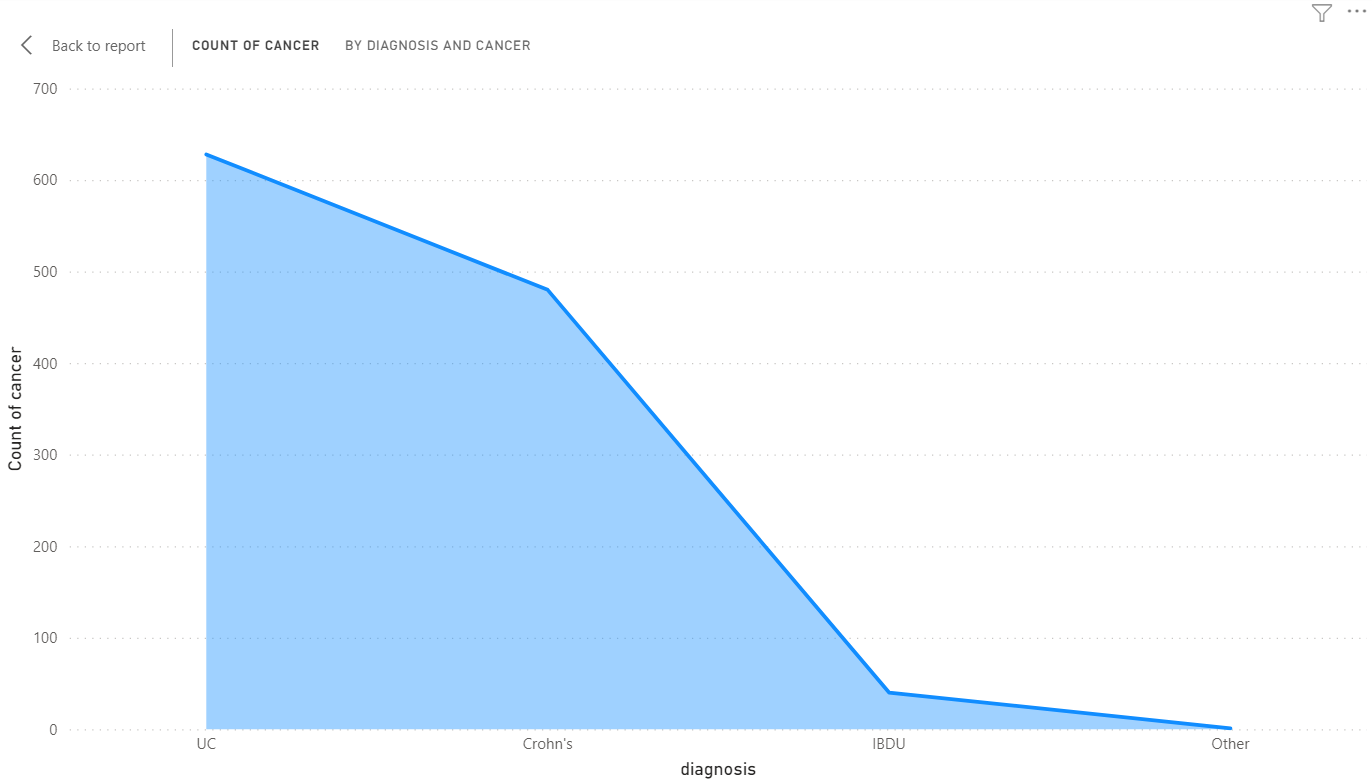 Back to report
COUNT OF CANCER BY DIAGNOSIS AND CANCER
700
600
500
400
300
200
100
0
Count of cancer
UC Crohn's IBDU Other
diagnosis